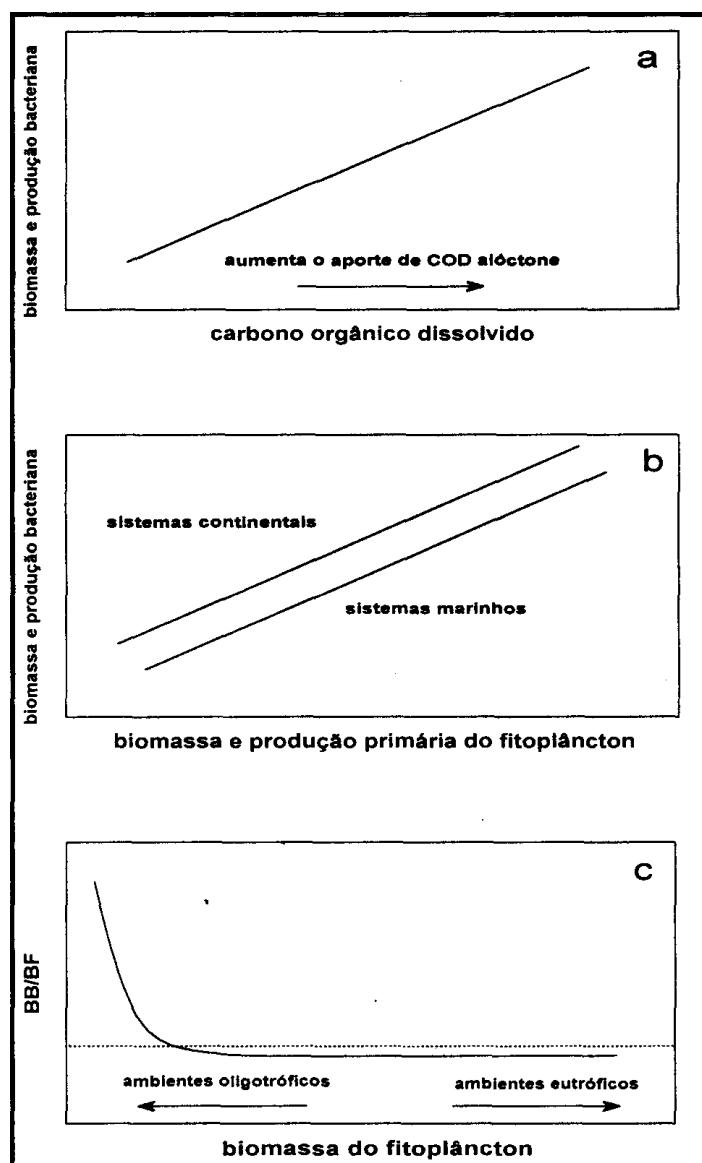 a
biomassa e produção bacteriana
aumenta o aporte de COD alóctone
carbono orgânico dissolvido
b
biomassa e produção bacteriana
sistemas continentais
sistemas marinhos
biomassa e produção primária do fitoplâncton
c
BB/BF
ambientes oligotróficos
ambientes eutróficos
biomassa do fitoplâncton